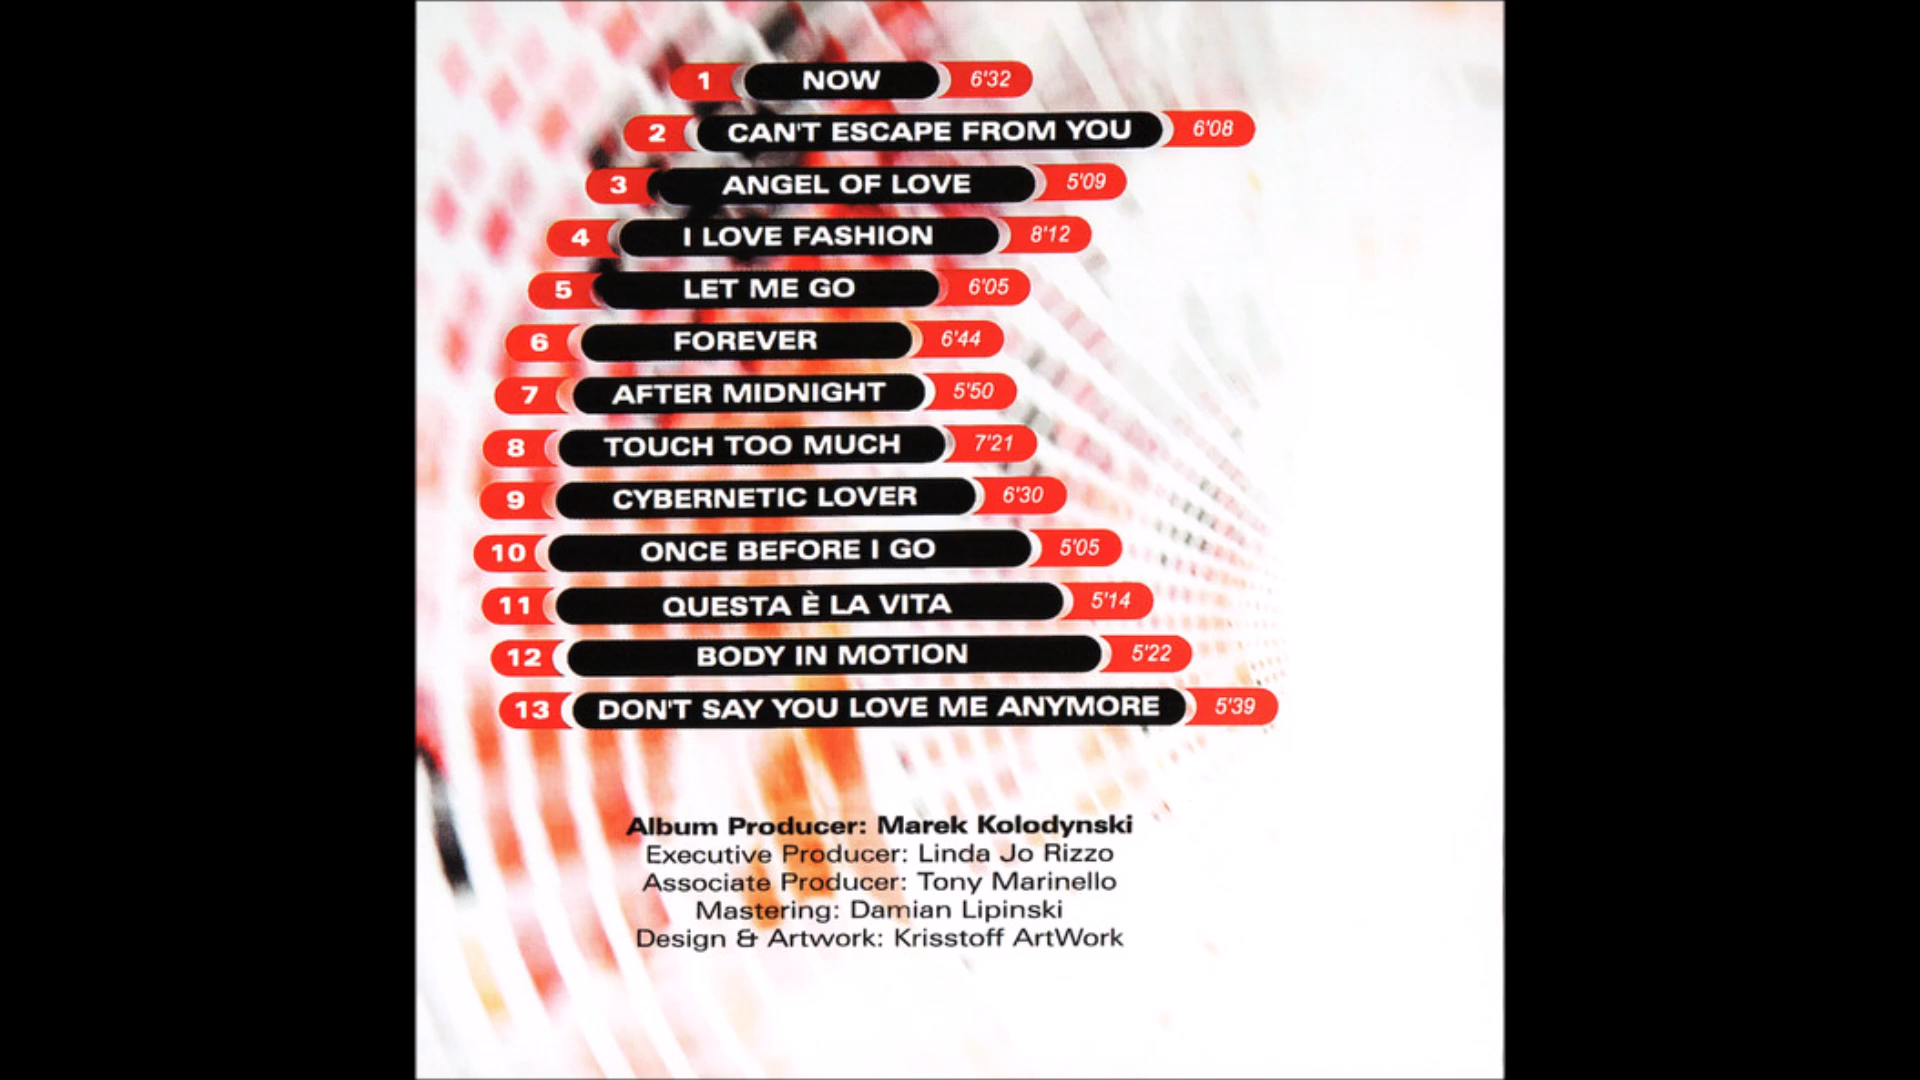 1 NOW 6'32
2 CAN'T ESCAPE FROM YOU 6'08
3 ANGEL OF LOVE 5'09
4 I LOVE FASHION 8'12
5 LET ME GO 6'05
6 FOREVER 6'44
7 AFTER MIDNIGHT 5'50
8 TOUCH TOO MUCH 7'21
9 CYBERNETIC LOVER 6'30
10 ONCE BEFORE I GO 5'05
11 QUESTA È LA VITA 5'14
12 BODY IN MOTION 5'22
13 DON'T SAY YOU LOVE ME ANYMORE 5'39
Album Producer: Marek Kolodynski
Executive Producer: Linda Jo Rizzo
Associate Producer: Tony Marinello
Mastering: Damian Lipinski
Design & Artwork: Krisstoff ArtWork